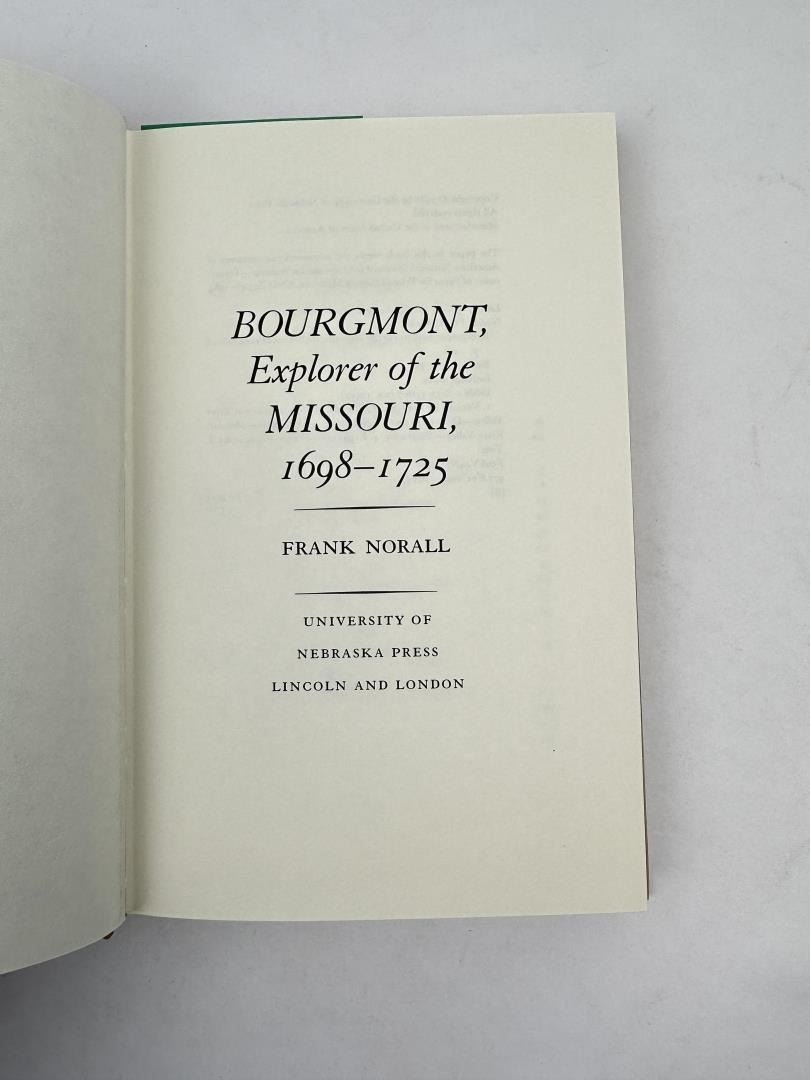 BOURGMONT,
Explorer of the
MISSOURI,
1698–1725
FRANK NORALL
UNIVERSITY OF
NEBRASKA PRESS
LINCOLN AND LONDON